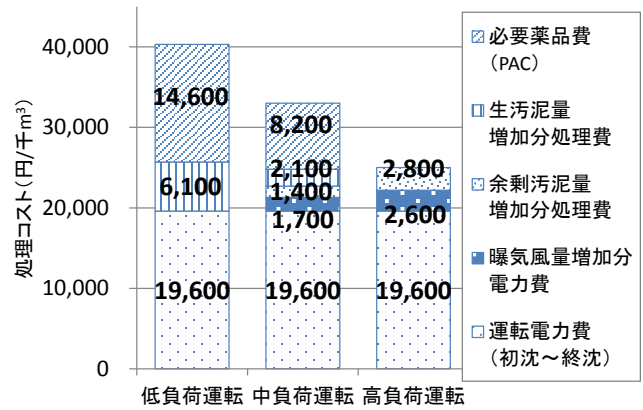 処理コスト(円/千m³)
40,000
30,000
20,000
10,000
0
14,600
6,100
19,600
8,200
2,100
1,400
1,700
19,600
2,800
2,600
19,600
低負荷運転
中負荷運転
高負荷運転
必要薬品費
(PAC)
生汚泥量
増加分処理費
余剰汚泥量
増加分処理費
曝気風量増加分
電力費
運転電力費
(初沈～終沈)